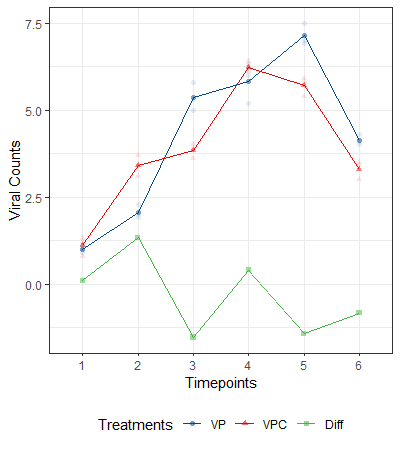 7.5
5.0
2.5
0.0
Viral Counts
1 2 3 4 5 6
Timepoints
Treatments VP VPC Diff